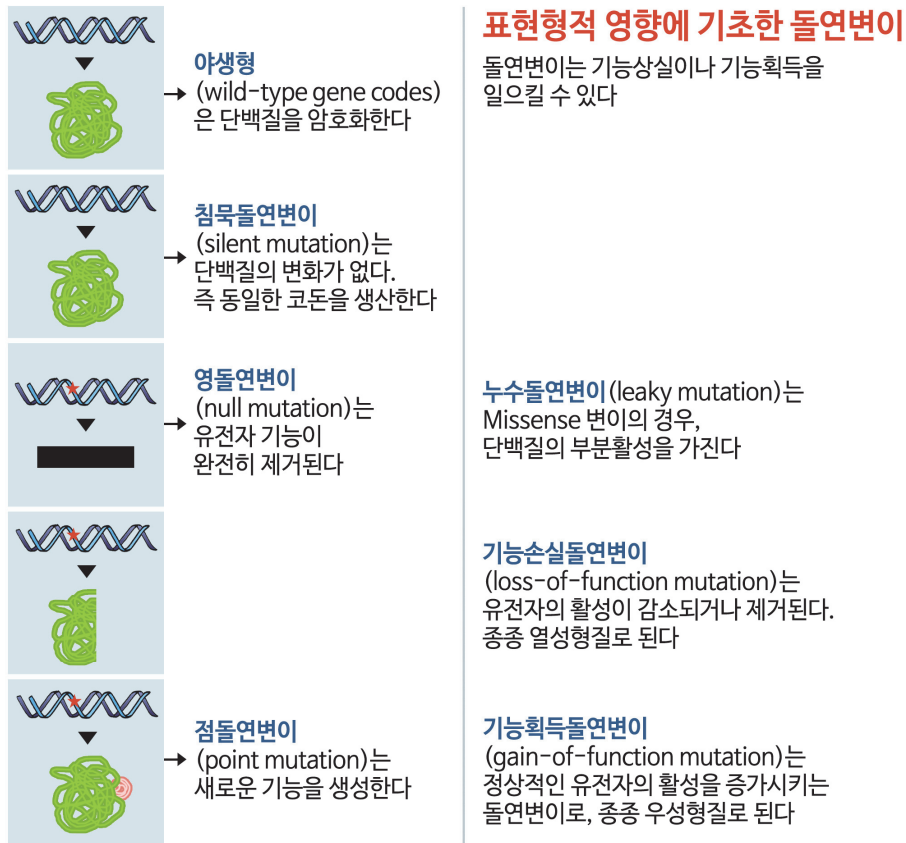 야생형
(wild-type gene codes)
은 단백질을 암호화한다
침묵돌연변이
(silent mutation)는
단백질의 변화가 없다.
즉 동일한 코돈을 생산한다
영돌연변이
(null mutation)는
유전자 기능이
완전히 제거된다
점돌연변이
(point mutation)는
새로운 기능을 생성한다
표현형적 영향에 기초한 돌연변이
돌연변이는 기능상실이나 기능획득을
일으킬 수 있다
누수돌연변이(leaky mutation)는
Missense 변이의 경우,
단백질의 부분활성을 가진다
기능손실돌연변이
(loss-of-function mutation)는
유전자의 활성이 감소되거나 제거된다.
종종 열성형질로 된다
기능획득돌연변이
(gain-of-function mutation)는
정상적인 유전자의 활성을 증가시키는
돌연변이로, 종종 우성형질로 된다